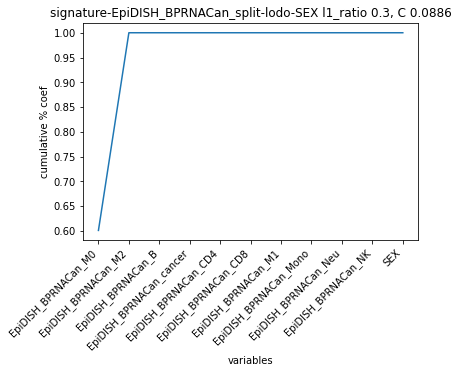 signature-EpiDISH_BPRNACan_split-lodo-SEX l1_ratio 0.3, C 0.0886
cumulative % coef
1.00
0.95
0.90
0.85
0.80
0.75
0.70
0.65
0.60
EpiDISH_BPRNACan_M0
EpiDISH_BPRNACan_M2
EpiDISH_BPRNACan_B
EpiDISH_BPRNACan_cancer
EpiDISH_BPRNACan_CD4
EpiDISH_BPRNACan_CD8
EpiDISH_BPRNACan_M1
EpiDISH_BPRNACan_Mono
EpiDISH_BPRNACan_Neu
EpiDISH_BPRNACan_NK
SEX
variables